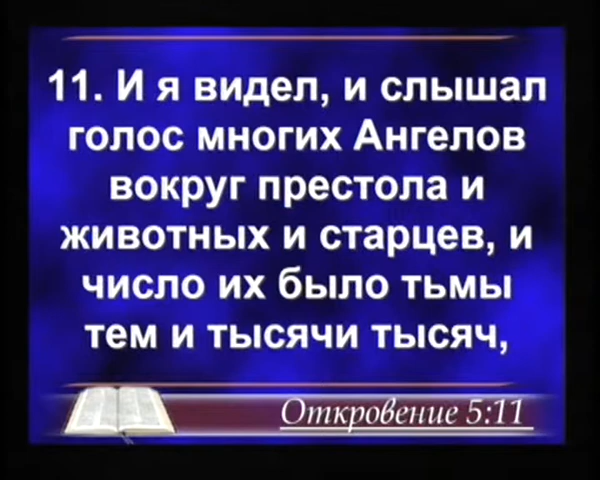 11. И я видел, и слышал
голос многих Ангелов
вокруг престола и
животных и старцев, и
число их было тьмы
тем и тысячи тысяч,
Откровение 5:11